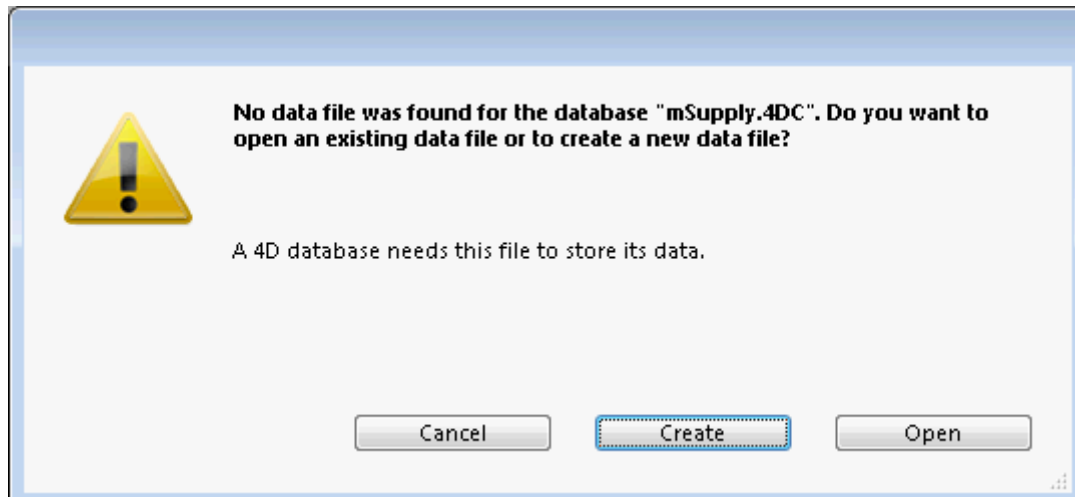 No data file was found for the database "mSupply.4DC". Do you want to
open an existing data file or to create a new data file?
A 4D database needs this file to store its data.
Cancel Create Open